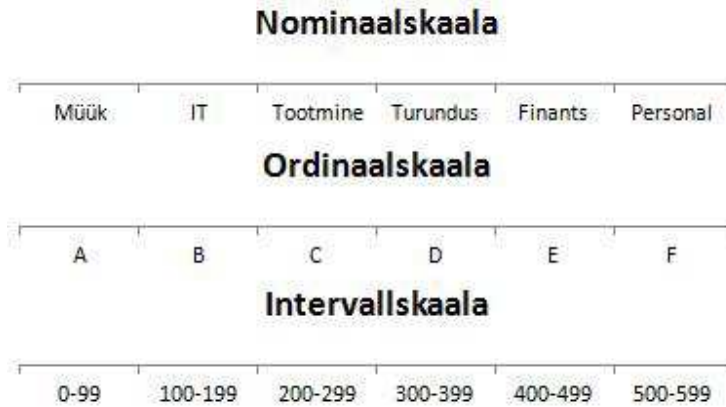 Nominaalskaala
Müük IT Tootmine Turundus Finants Personal
Ordinaalskaala
A B C D E F
Intervallskaala
0-99 100-199 200-299 300-399 400-499 500-599